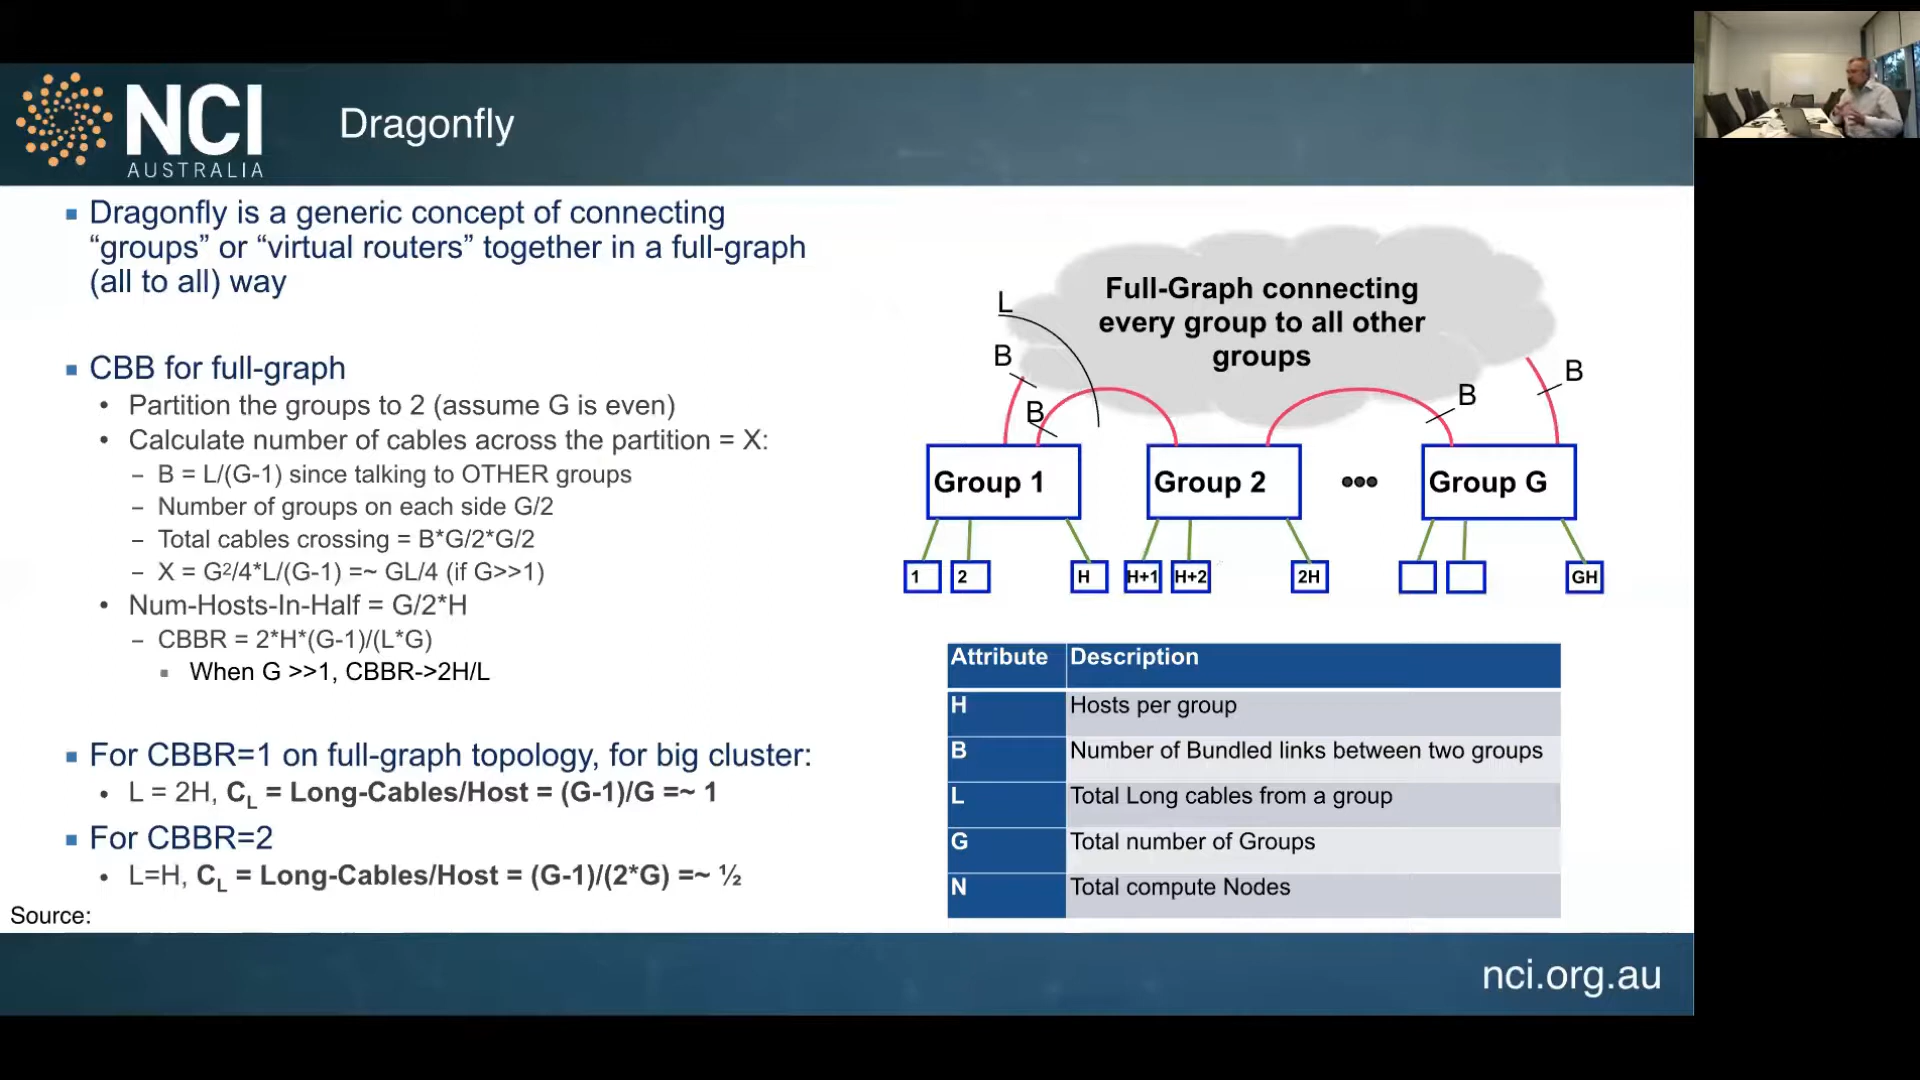 NCI
AUSTRALIA
Dragonfly
▪ Dragonfly is a generic concept of connecting
“groups” or “virtual routers” together in a full-graph
(all to all) way
▪ CBB for full-graph
• Partition the groups to 2 (assume G is even)
• Calculate number of cables across the partition = X:
– B = L/(G-1) since talking to OTHER groups
– Number of groups on each side G/2
– Total cables crossing = B*G/2*G/2
– X = G²/4*L/(G-1) =~ GL/4 (if G>>1)
• Num-Hosts-In-Half = G/2*H
– CBBR = 2*H*(G-1)/(L*G)
▪ When G >>1, CBBR->2H/L
▪ For CBBR=1 on full-graph topology, for big cluster:
• L = 2H, C_L = Long-Cables/Host = (G-1)/G =~ 1
▪ For CBBR=2
• L=H, C_L = Long-Cables/Host = (G-1)/(2*G) =~ ½
Source:
Full-Graph connecting
every group to all other
groups
L
B
B
B
B
Group 1
Group 2
•••
Group G
1
2
H
H+1
H+2
2H
GH
Attribute Description
H Hosts per group
B Number of Bundled links between two groups
L Total Long cables from a group
G Total number of Groups
N Total compute Nodes
nci.org.au